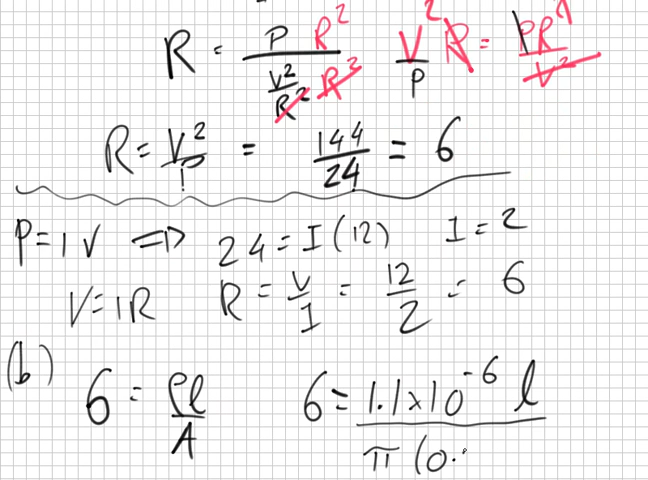 R = P R² / (V²/R²) R²   V²/P R = PR² / V²
R = V²/P = 144/24 = 6
P = IV ⟹ 24 = I(12)   I = 2
V = IR   R = V/I = 12/2 = 6
(b) 6 = ρl/A   6 = 1.1×10⁻⁶ l / π(0.